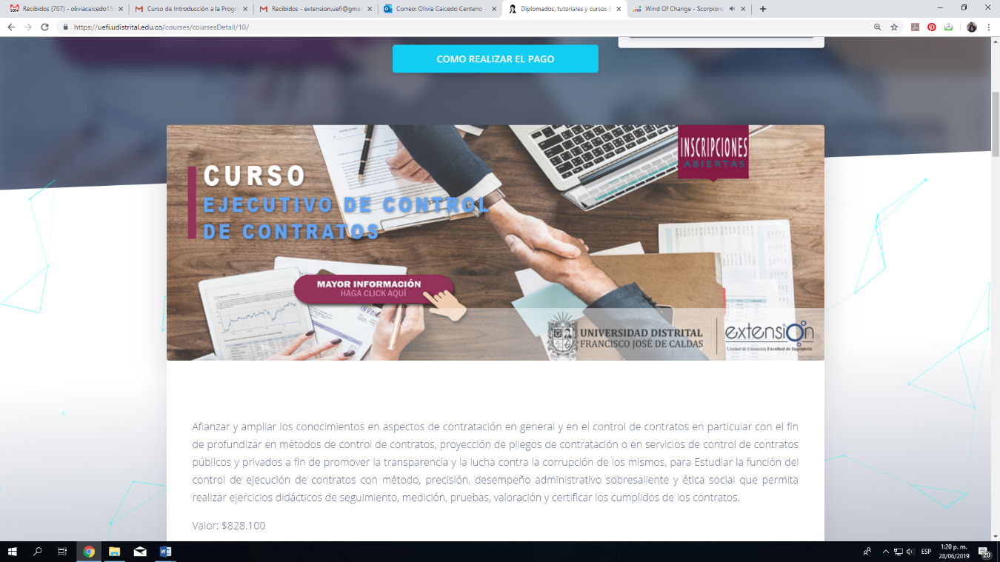 Recibidos (707) - oliviacaicedo15
Curso de Introducción a la Progra
Recibidos - extension.uefi@gmai
Correo: Olivia Caicedo Centeno -
Diplomados, tutoriales y cursos E
Wind Of Change - Scorpions
https://uefi.udistrital.edu.co/courses/coursesDetail/10/
COMO REALIZAR EL PAGO
INSCRIPCIONES
ABIERTAS
CURSO
EJECUTIVO DE CONTROL
DE CONTRATOS
MAYOR INFORMACIÓN
HAGA CLICK AQUÍ
UNIVERSIDAD DISTRITAL
FRANCISCO JOSÉ DE CALDAS
extensión
Unidad de Extensión Facultad de Ingeniería
Afianzar y ampliar los conocimientos en aspectos de contratación en general y en el control de contratos en particular con el fin
de profundizar en métodos de control de contratos, proyección de pliegos de contratación o en servicios de control de contratos
públicos y privados a fin de promover la transparencia y la lucha contra la corrupción de los mismos, para Estudiar la función del
control de ejecución de contratos con método, precisión, desempeño administrativo sobresaliente y ética social que permita
realizar ejercicios didácticos de seguimiento, medición, pruebas, valoración y certificar los cumplidos de los contratos.
Valor: $828.100
ESP
1:20 p. m.
28/06/2019
20